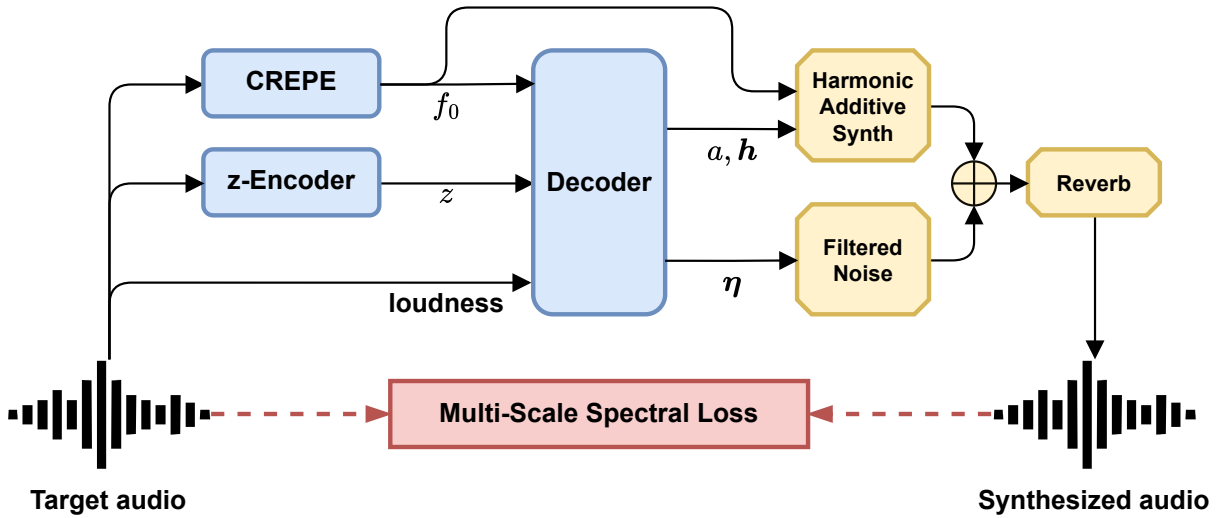 CREPE
f₀
z-Encoder
z
loudness
Decoder
a, h
η
Harmonic
Additive
Synth
Filtered
Noise
Reverb
Multi-Scale Spectral Loss
Target audio
Synthesized audio